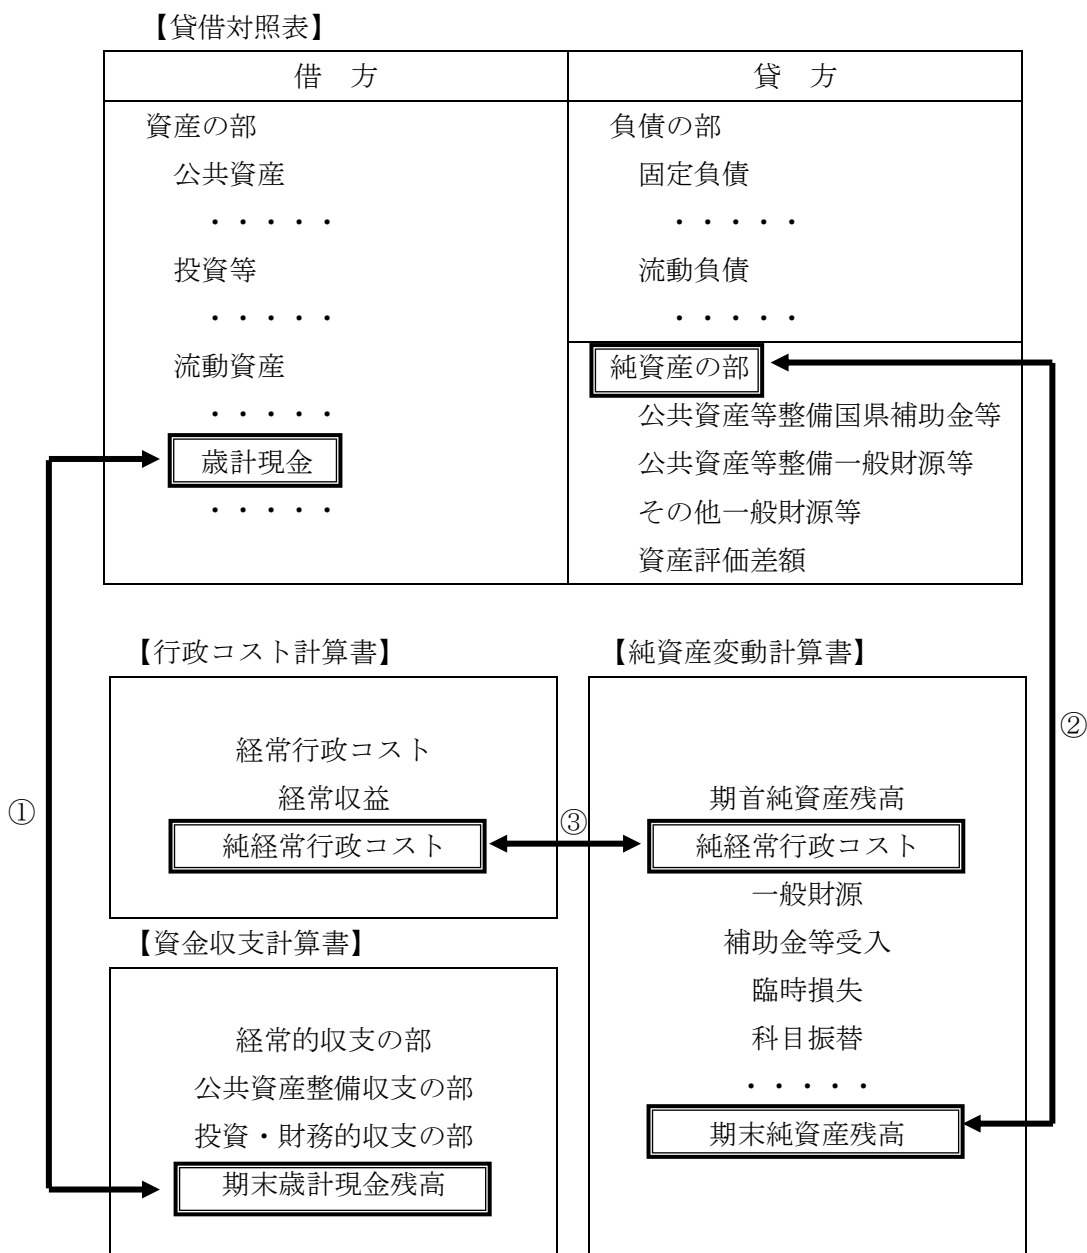 【貸借対照表】
借　方
貸　方
資産の部
公共資産
・・・・・
投資等
・・・・・
流動資産
・・・・・
歳計現金
・・・・・
負債の部
固定負債
・・・・・
流動負債
・・・・・
純資産の部
公共資産等整備国県補助金等
公共資産等整備一般財源等
その他一般財源等
資産評価差額
①
②
③
【行政コスト計算書】
経常行政コスト
経常収益
純経常行政コスト
【資金収支計算書】
経常的収支の部
公共資産整備収支の部
投資・財務的収支の部
期末歳計現金残高
【純資産変動計算書】
期首純資産残高
純経常行政コスト
一般財源
補助金等受入
臨時損失
科目振替
・・・・・
期末純資産残高